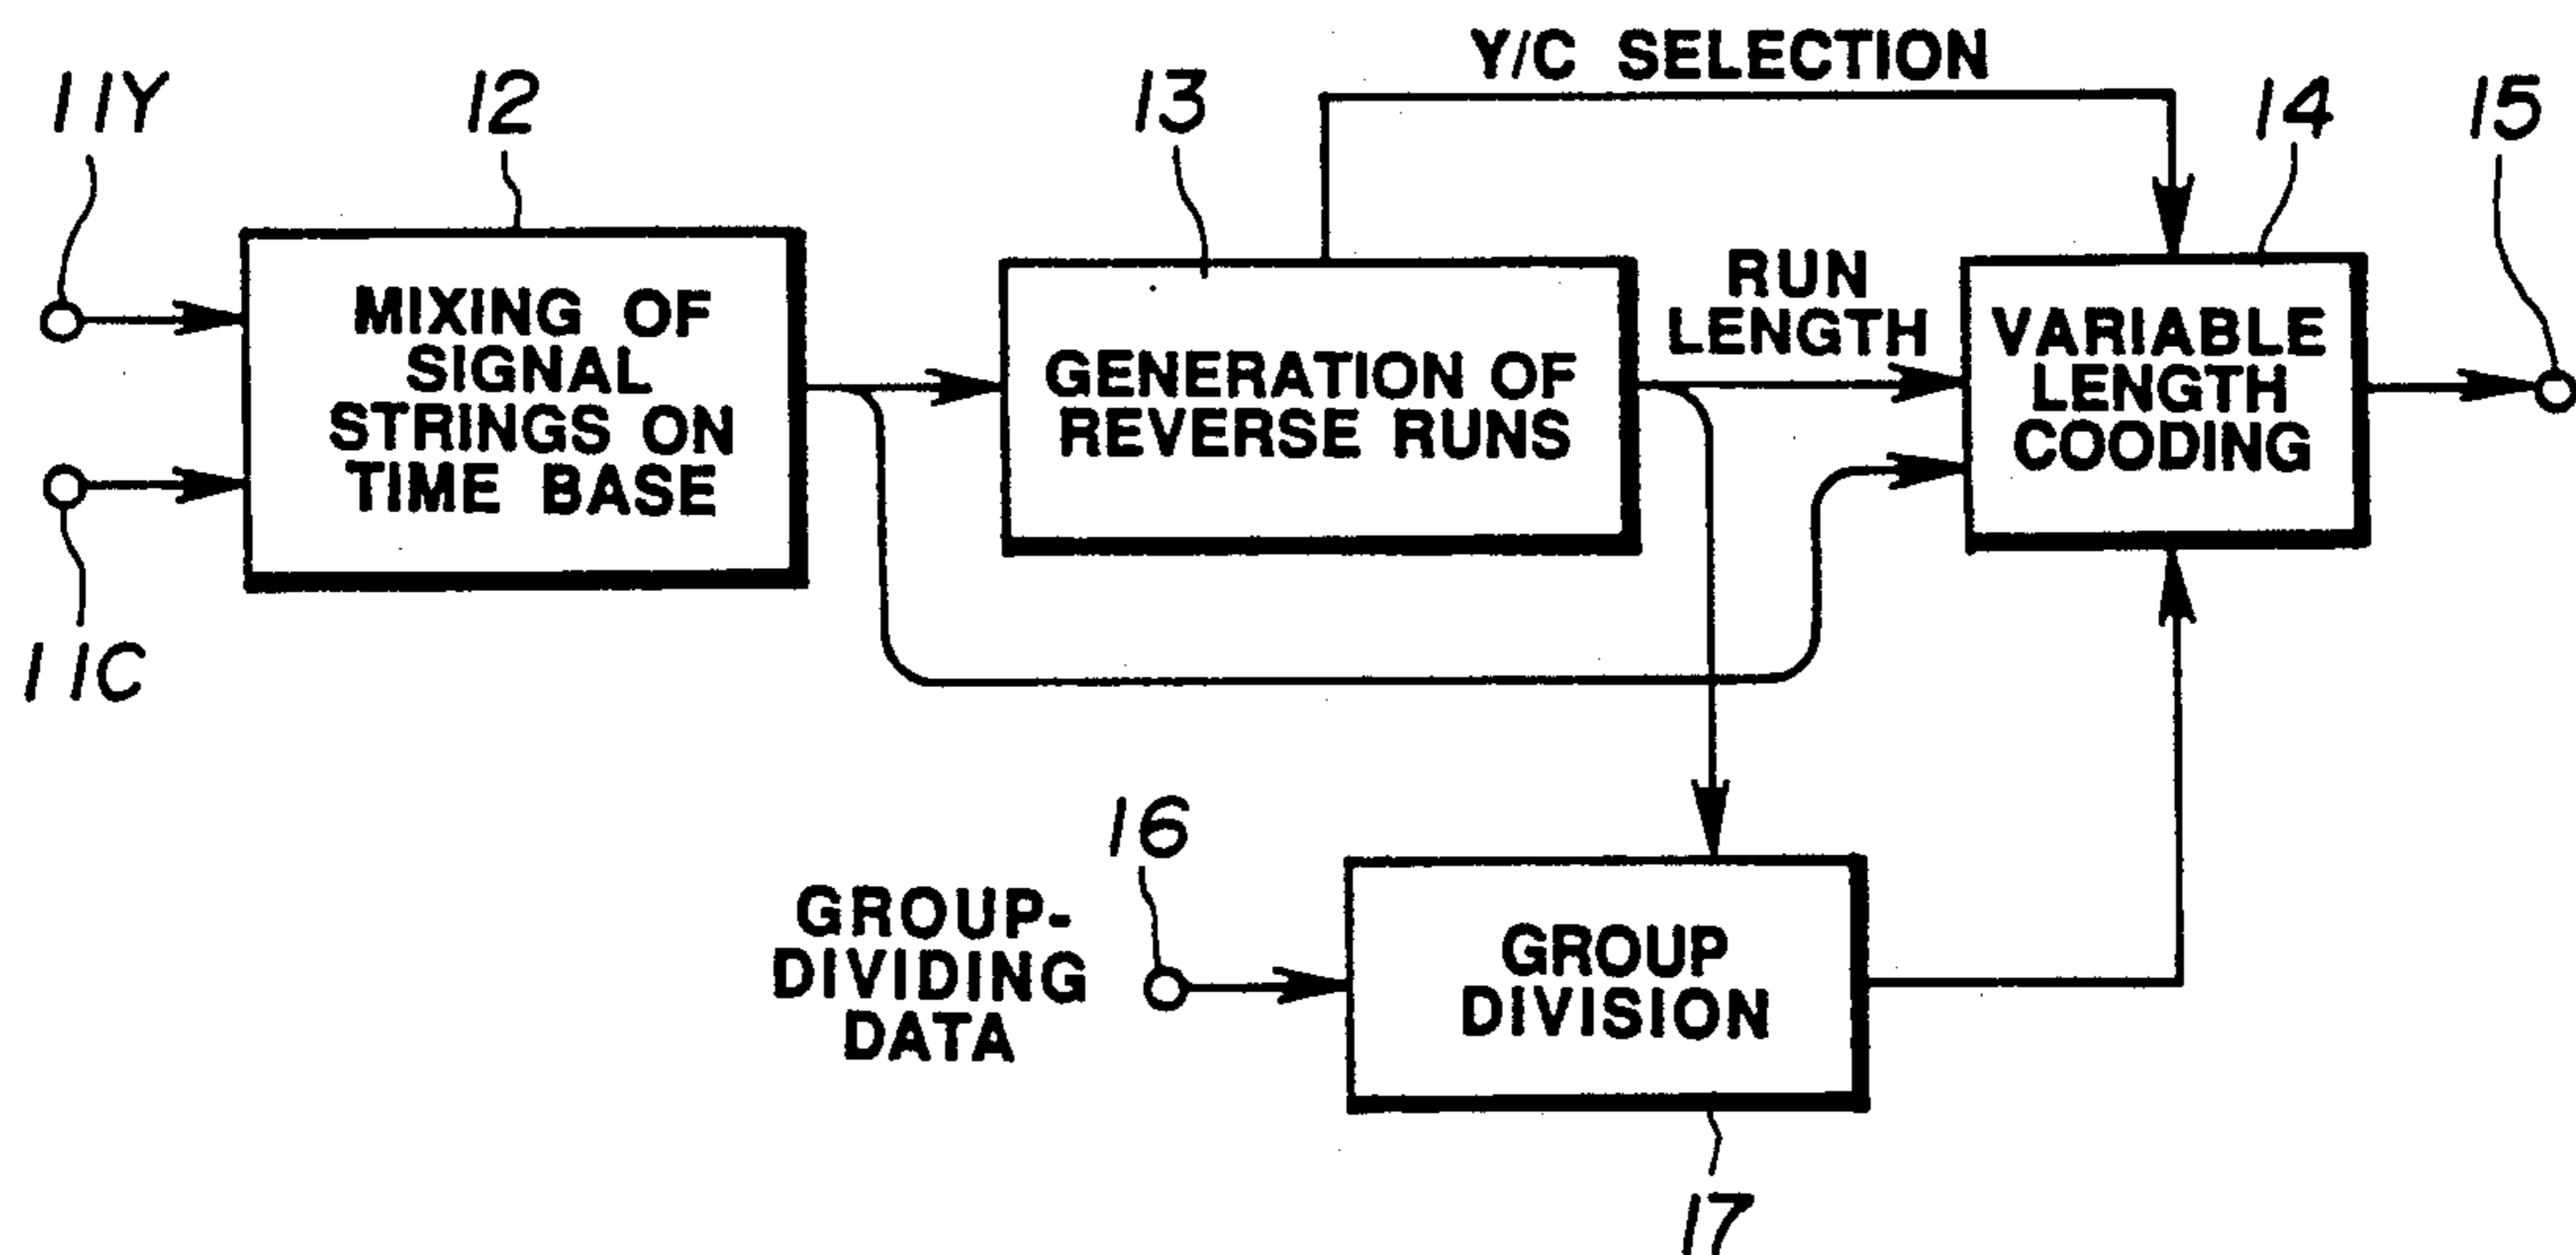 Y/C SELECTION
11Y
12
13
14
15
MIXING OF
SIGNAL
STRINGS ON
TIME BASE
GENERATION OF
REVERSE RUNS
RUN
LENGTH
VARIABLE
LENGTH
COODING
11C
16
GROUP-
DIVIDING
DATA
GROUP
DIVISION
17